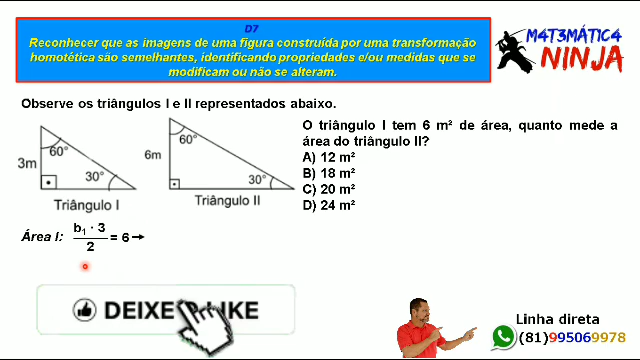 D7
Reconhecer que as imagens de uma figura construída por uma transformação
homotética são semelhantes, identificando propriedades e/ou medidas que se
modificam ou não se alteram.
M4T3MÁTIC4
NINJA
Observe os triângulos I e II representados abaixo.
3m
60°
30°
Triângulo I
6m
60°
30°
Triângulo II
O triângulo I tem 6 m² de área, quanto mede a
área do triângulo II?
A) 12 m²
B) 18 m²
C) 20 m²
D) 24 m²
Área I: b₁ · 3 / 2 = 6 →
DEIXE LIKE
Linha direta
(81)995069978